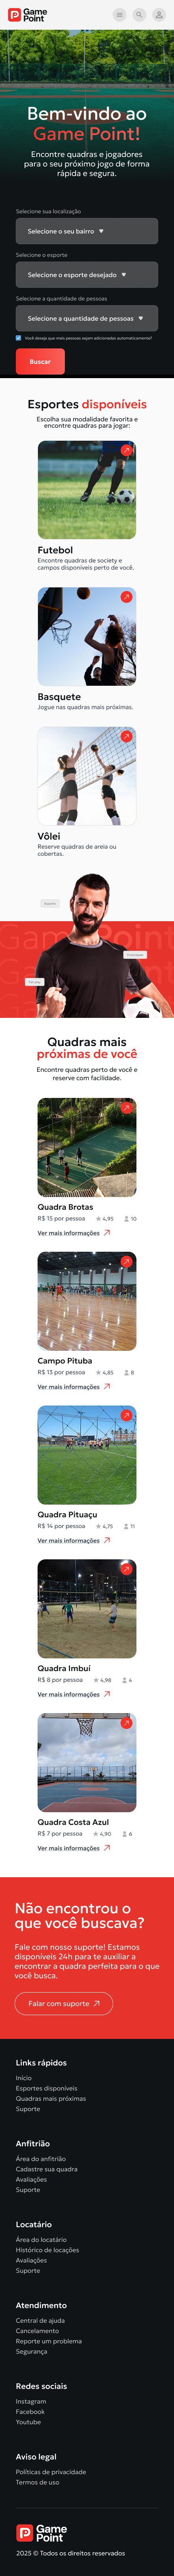 Game
Point
Bem-vindo ao
Game Point!
Encontre quadras e jogadores
para o seu próximo jogo de forma
rápida e segura.
Selecione sua localização
Selecione o seu bairro
Selecione o esporte
Selecione o esporte desejado
Selecione a quantidade de pessoas
Selecione a quantidade de pessoas
Você deseja que mais pessoas sejam adicionadas automaticamente?
Buscar
Esportes disponíveis
Escolha sua modalidade favorita e
encontre quadras para jogar:
Futebol
Encontre quadras de society e
campos disponíveis perto de você.
Basquete
Jogue nas quadras mais próximas.
Vôlei
Reserve quadras de areia ou
cobertas.
Quadras mais
próximas de você
Encontre quadras perto de você e
reserve com facilidade.
Quadra Brotas
R$ 15 por pessoa 4,95 10
Ver mais informações
Campo Pituba
R$ 13 por pessoa 4,85 8
Ver mais informações
Quadra Pituaçu
R$ 14 por pessoa 4,75 11
Ver mais informações
Quadra Imbuí
R$ 8 por pessoa 4,98 4
Ver mais informações
Quadra Costa Azul
R$ 7 por pessoa 4,90 6
Ver mais informações
Não encontrou o
que você buscava?
Fale com nosso suporte! Estamos
disponíveis 24h para te auxiliar a
encontrar a quadra perfeita para o que
você busca.
Falar com suporte
Links rápidos
Início
Esportes disponíveis
Quadras mais próximas
Suporte
Anfitrião
Área do anfitrião
Cadastre sua quadra
Avaliações
Suporte
Locatário
Área do locatário
Histórico de locações
Avaliações
Suporte
Atendimento
Central de ajuda
Cancelamento
Reporte um problema
Segurança
Redes sociais
Instagram
Facebook
Youtube
Aviso legal
Políticas de privacidade
Termos de uso
Game
Point
2025 © Todos os direitos reservados